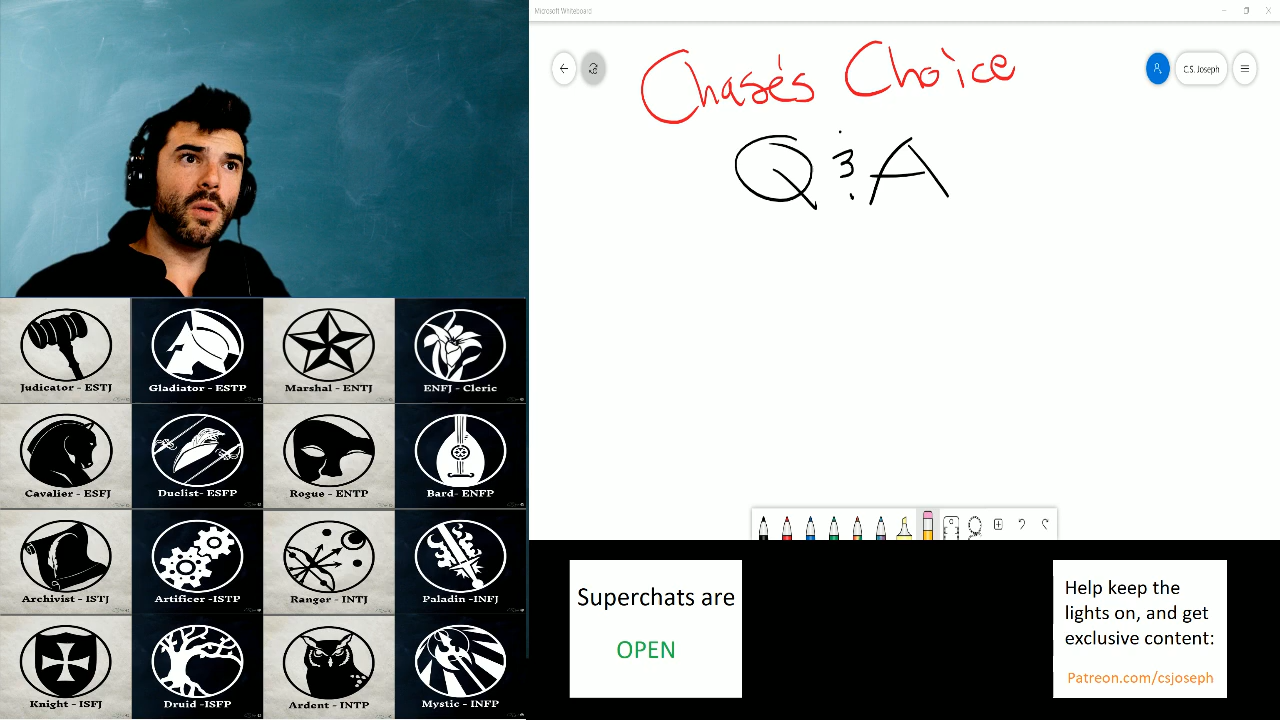 Microsoft Whiteboard
Chase's Choice
C.S. Joseph
Q & A
Judicator - ESTJ
Gladiator - ESTP
Marshal - ENTJ
ENFJ - Cleric
Cavalier - ESFJ
Duelist- ESFP
Rogue - ENTP
Bard- ENFP
Archivist - ISTJ
Artificer -ISTP
Ranger - INTJ
Paladin -INFJ
Knight - ISFJ
Druid -ISFP
Ardent - INTP
Mystic - INFP
Superchats are
OPEN
Help keep the
lights on, and get
exclusive content:
Patreon.com/csjoseph